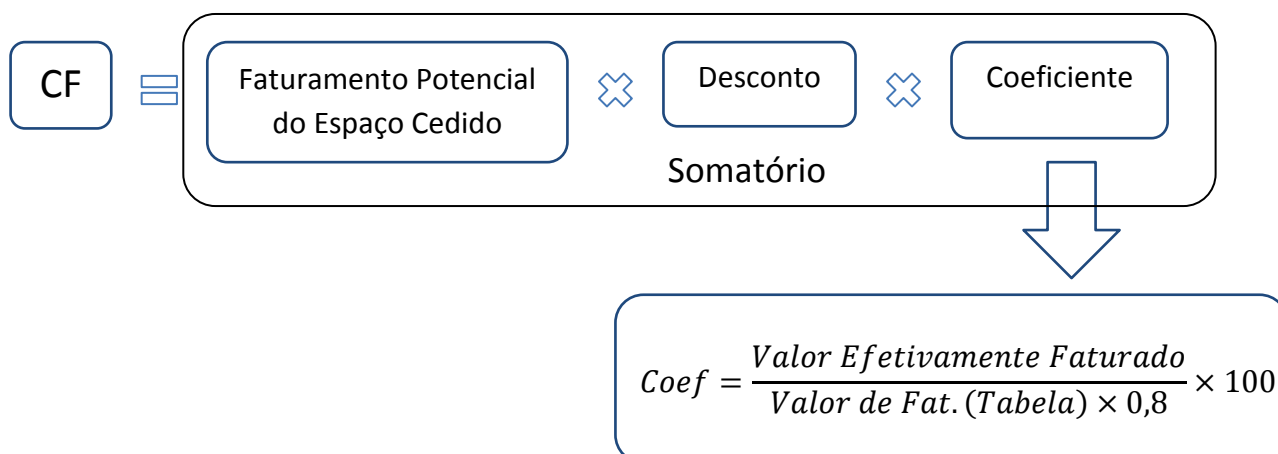 CF
Faturamento Potencial
do Espaço Cedido
Desconto
Coeficiente
Somatório
Coef = Valor Efetivamente Faturado / Valor de Fat. (Tabela) × 0,8 × 100